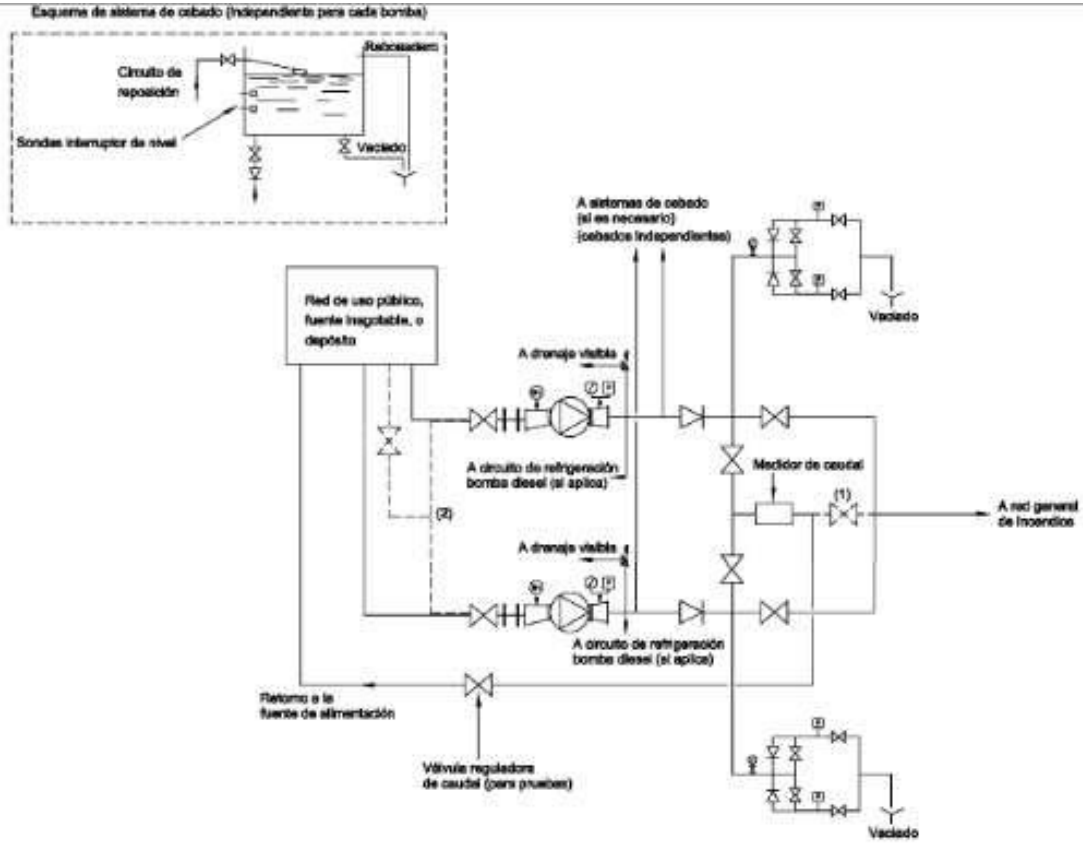 Esquema de sistema de cebado (Independiente para cada bomba)
Rebosadero
Circuito de
reposición
Sondas interruptor de nivel
Vaciado
A sistemas de cebado
(si es necesario)
(cebados independientes)
Red de uso público,
fuente inagotable, o
depósito
Vaciado
A drenaje visible
A circuito de refrigeración
bomba diesel (si aplica)
Medidor de caudal
(1)
A red general
de incendios
(2)
A drenaje visible
A circuito de refrigeración
bomba diesel (si aplica)
Retorno a la
fuente de alimentación
Válvula reguladora
de caudal (para pruebas)
Vaciado